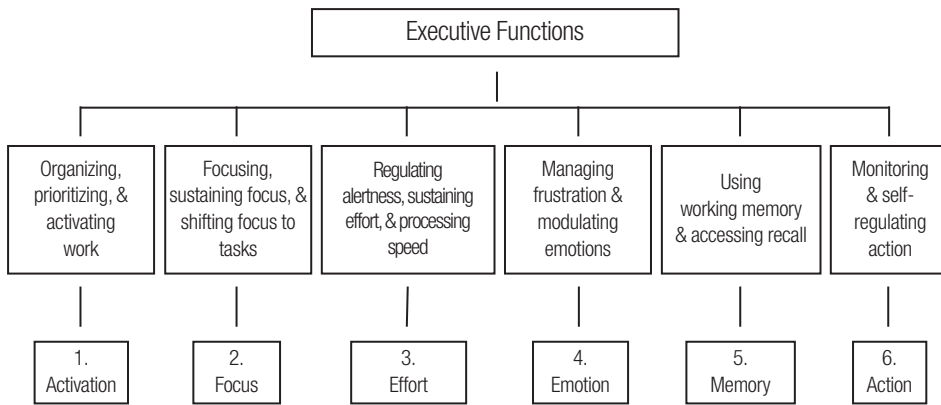 Executive Functions
Organizing,
prioritizing, &
activating
work
Focusing,
sustaining focus, &
shifting focus to
tasks
Regulating
alertness, sustaining
effort, & processing
speed
Managing
frustration &
modulating
emotions
Using
working memory
& accessing recall
Monitoring
& self-
regulating
action
1.
Activation
2.
Focus
3.
Effort
4.
Emotion
5.
Memory
6.
Action